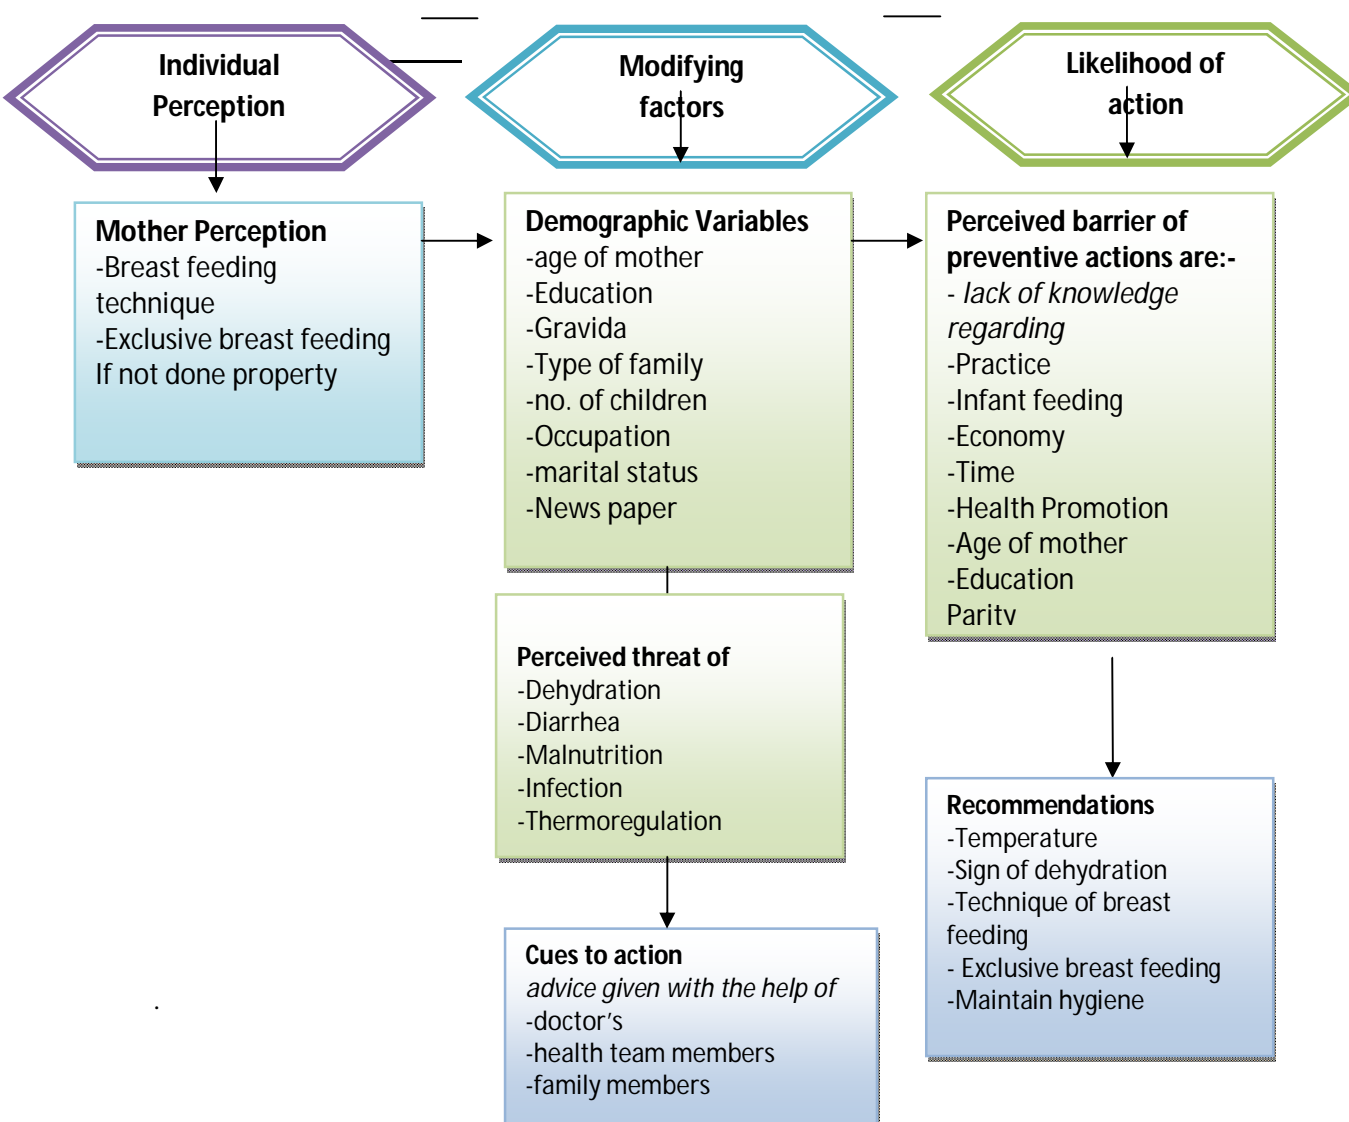 Individual
Perception
Modifying
factors
Likelihood of
action
Mother Perception
-Breast feeding
technique
-Exclusive breast feeding
If not done property
Demographic Variables
-age of mother
-Education
-Gravida
-Type of family
-no. of children
-Occupation
-marital status
-News paper
Perceived barrier of
preventive actions are:-
- lack of knowledge
regarding
-Practice
-Infant feeding
-Economy
-Time
-Health Promotion
-Age of mother
-Education
Parity
Perceived threat of
-Dehydration
-Diarrhea
-Malnutrition
-Infection
-Thermoregulation
Recommendations
-Temperature
-Sign of dehydration
-Technique of breast
feeding
- Exclusive breast feeding
-Maintain hygiene
Cues to action
advice given with the help of
-doctor's
-health team members
-family members
.